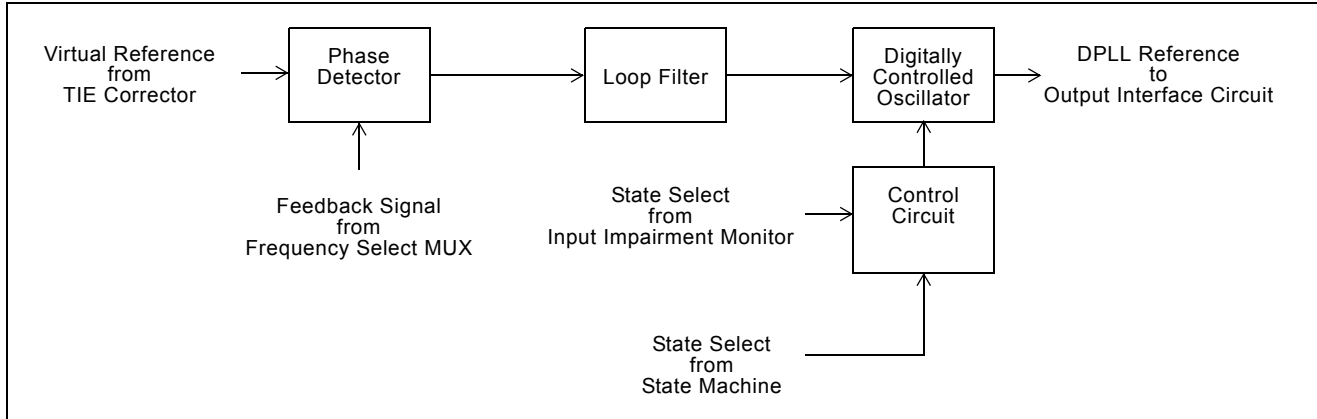 Virtual Reference
from
TIE Corrector
Phase
Detector
Loop Filter
Digitally
Controlled
Oscillator
DPLL Reference
to
Output Interface Circuit
Feedback Signal
from
Frequency Select MUX
State Select
from
Input Impairment Monitor
Control
Circuit
State Select
from
State Machine